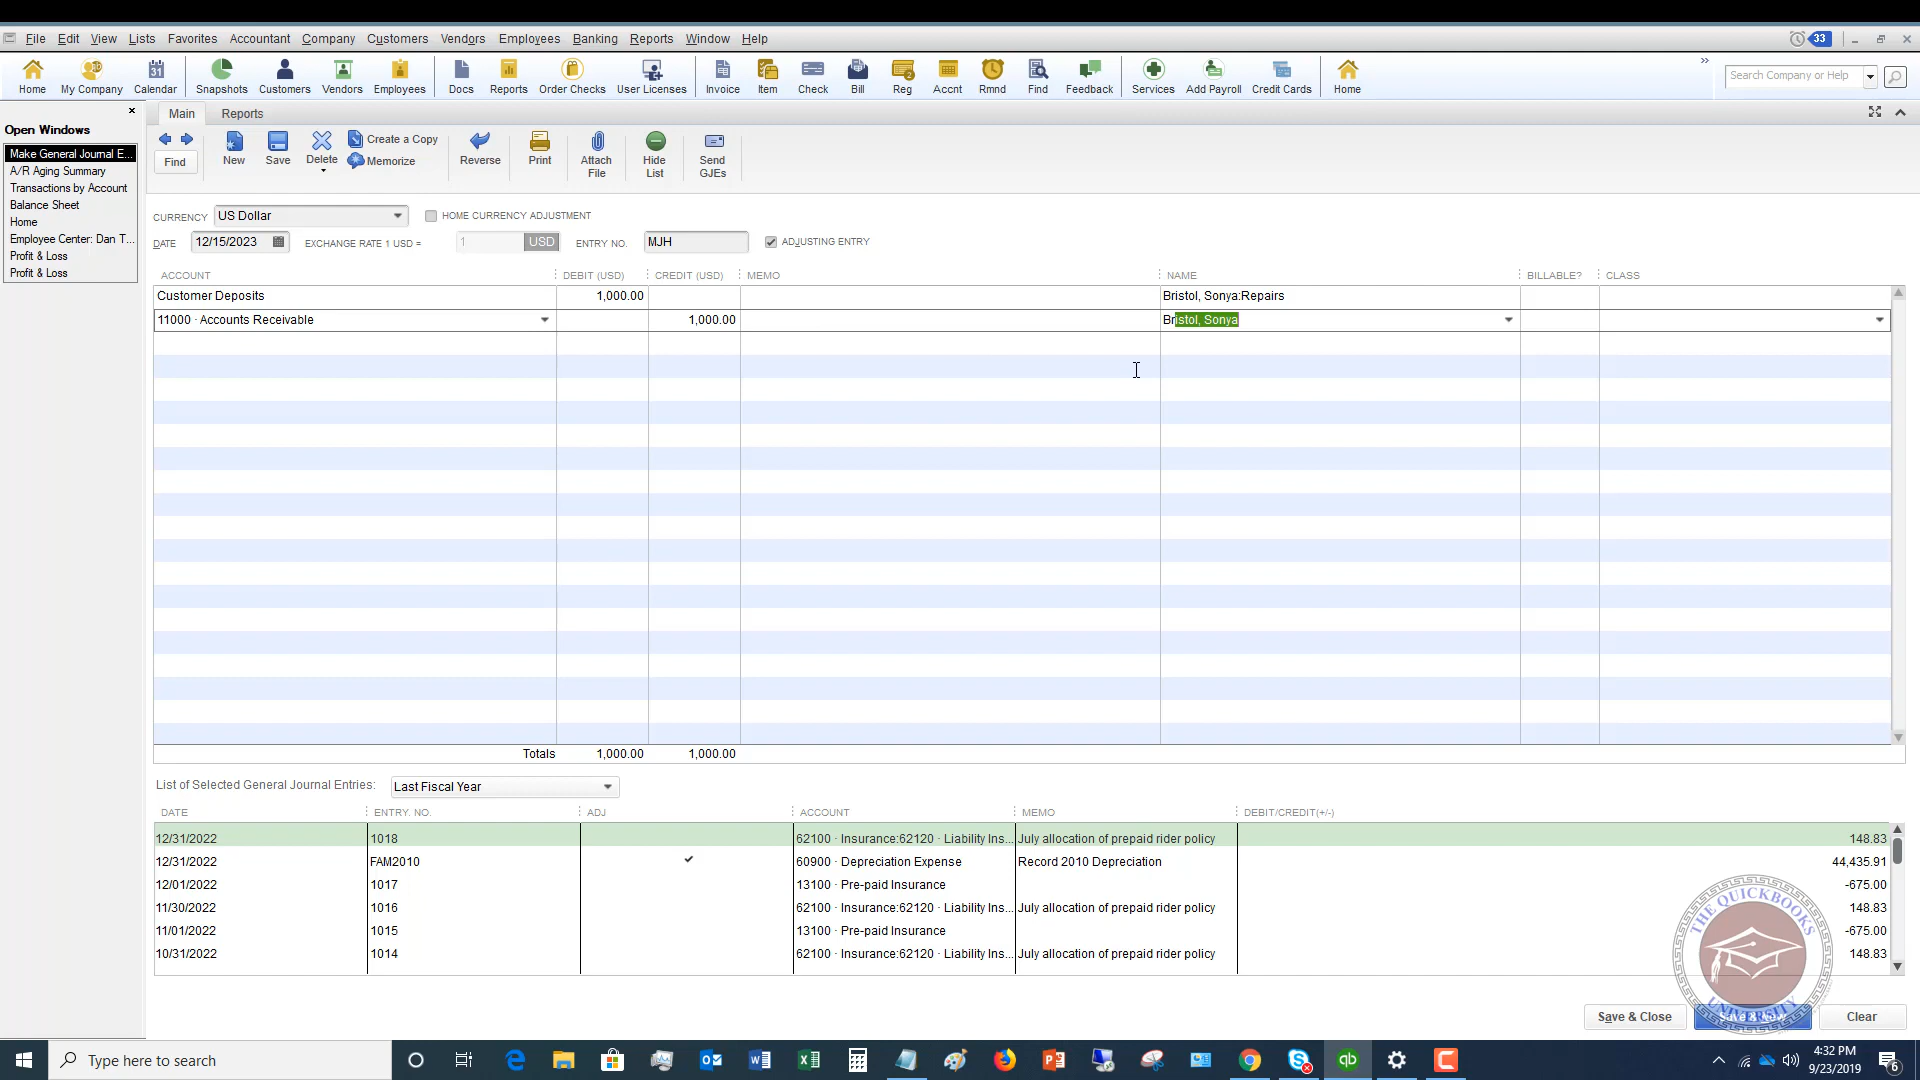 File Edit View Lists Favorites Accountant Company Customers Vendors Employees Banking Reports Window Help 33
Home My Company Calendar Snapshots Customers Vendors Employees Docs Reports Order Checks User Licenses Invoice Item Check Bill Reg Accnt Rmnd Find Feedback Services Add Payroll Credit Cards Home Search Company or Help
Open Windows
Make General Journal E...
A/R Aging Summary
Transactions by Account
Balance Sheet
Home
Employee Center: Dan T...
Profit & Loss
Profit & Loss
Main Reports
Find New Save Delete Create a Copy Memorize Reverse Print Attach File Hide List Send GJEs
CURRENCY US Dollar HOME CURRENCY ADJUSTMENT
DATE 12/15/2023 EXCHANGE RATE 1 USD = 1 USD ENTRY NO. MJH ADJUSTING ENTRY
ACCOUNT DEBIT (USD) CREDIT (USD) MEMO NAME BILLABLE? CLASS
Customer Deposits 1,000.00 Bristol, Sonya:Repairs
11000 · Accounts Receivable 1,000.00 Bristol, Sonya
Totals 1,000.00 1,000.00
List of Selected General Journal Entries: Last Fiscal Year
DATE ENTRY. NO. ADJ ACCOUNT MEMO DEBIT/CREDIT(+/-)
12/31/2022 1018 62100 · Insurance:62120 · Liability Ins... July allocation of prepaid rider policy 148.83
12/31/2022 FAM2010 60900 · Depreciation Expense Record 2010 Depreciation 44,435.91
12/01/2022 1017 13100 · Pre-paid Insurance -675.00
11/30/2022 1016 62100 · Insurance:62120 · Liability Ins... July allocation of prepaid rider policy 148.83
11/01/2022 1015 13100 · Pre-paid Insurance -675.00
10/31/2022 1014 62100 · Insurance:62120 · Liability Ins... July allocation of prepaid rider policy 148.83
THE QUICKBOOKS UNIVERSITY
Save & Close Clear
Type here to search
4:32 PM
9/23/2019
6